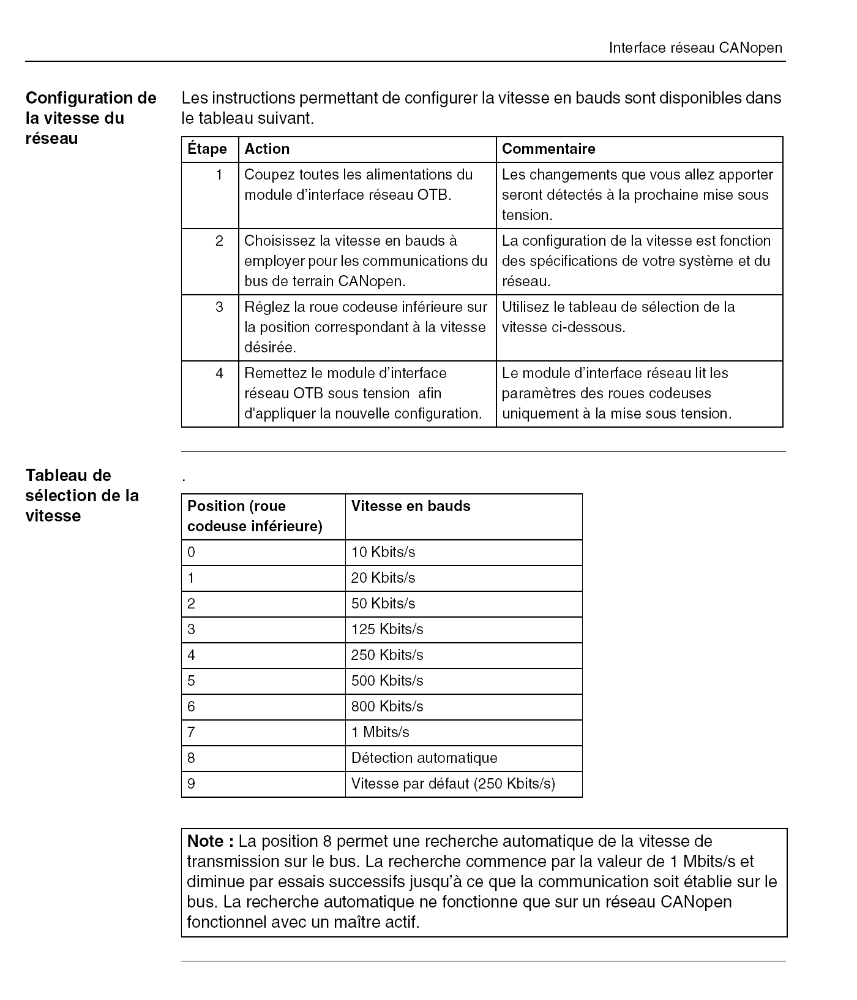 Interface réseau CANopen
Configuration de
la vitesse du
réseau
Les instructions permettant de configurer la vitesse en bauds sont disponibles dans
le tableau suivant.
Étape Action Commentaire
1 Coupez toutes les alimentations du
module d'interface réseau OTB.
Les changements que vous allez apporter
seront détectés à la prochaine mise sous
tension.
2 Choisissez la vitesse en bauds à
employer pour les communications du
bus de terrain CANopen.
La configuration de la vitesse est fonction
des spécifications de votre système et du
réseau.
3 Réglez la roue codeuse inférieure sur
la position correspondant à la vitesse
désirée.
Utilisez le tableau de sélection de la
vitesse ci-dessous.
4 Remettez le module d'interface
réseau OTB sous tension  afin
d'appliquer la nouvelle configuration.
Le module d'interface réseau lit les
paramètres des roues codeuses
uniquement à la mise sous tension.
Tableau de
sélection de la
vitesse
.
Position (roue
codeuse inférieure)
Vitesse en bauds
0 10 Kbits/s
1 20 Kbits/s
2 50 Kbits/s
3 125 Kbits/s
4 250 Kbits/s
5 500 Kbits/s
6 800 Kbits/s
7 1 Mbits/s
8 Détection automatique
9 Vitesse par défaut (250 Kbits/s)
Note : La position 8 permet une recherche automatique de la vitesse de
transmission sur le bus. La recherche commence par la valeur de 1 Mbits/s et
diminue par essais successifs jusqu'à ce que la communication soit établie sur le
bus. La recherche automatique ne fonctionne que sur un réseau CANopen
fonctionnel avec un maître actif.